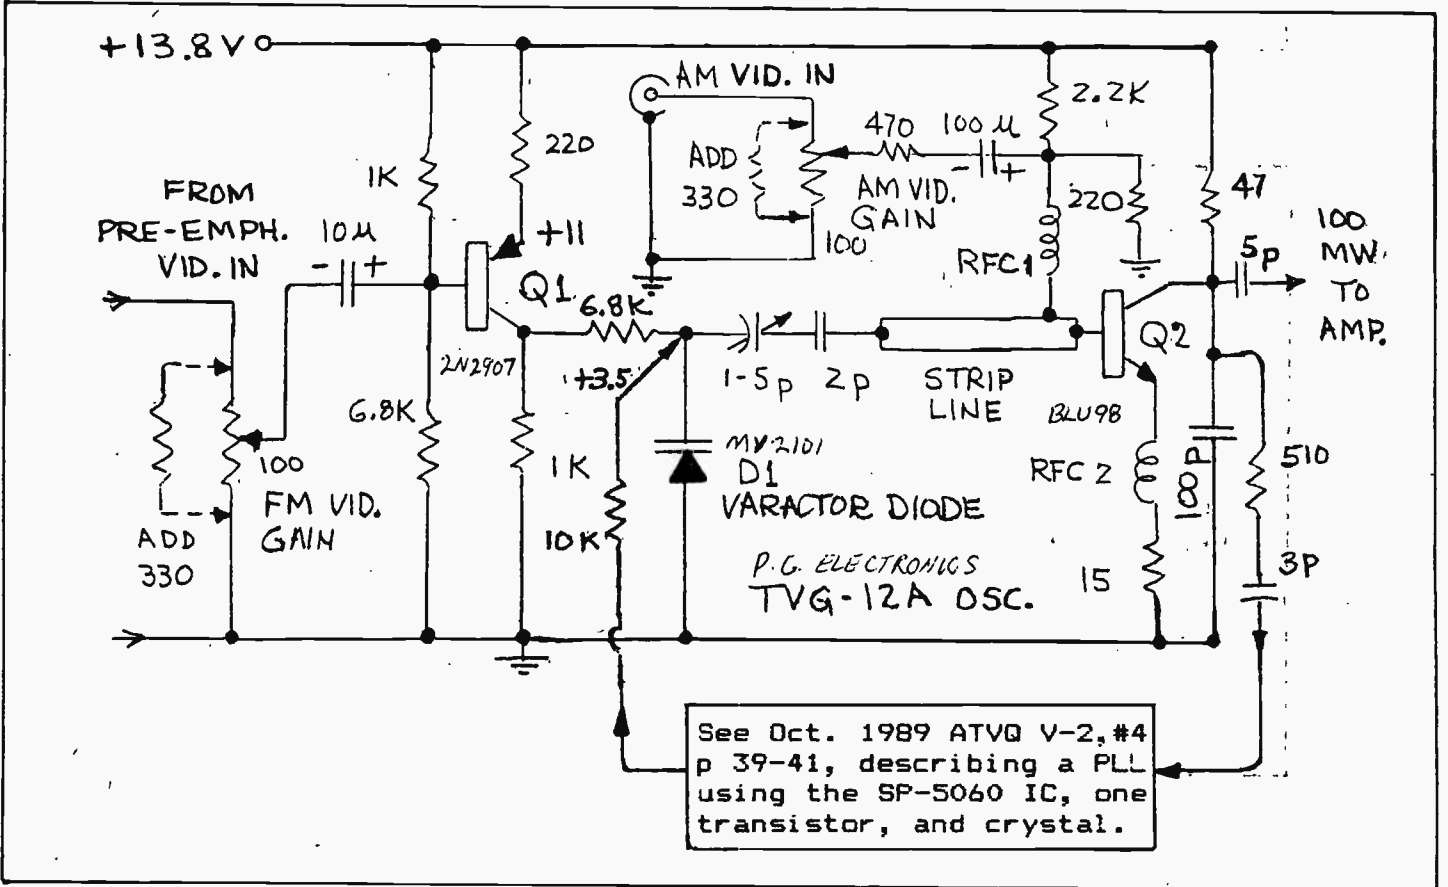 +13.8V
AM VID. IN
2.2K
220
1K
ADD
330
470
100 µ
- +
AM VID.
GAIN
100
220
47
FROM
PRE-EMPH.
VID. IN
10µ
- +
+11
Q1
RFC1
5p
100
MW.
TO
AMP.
6.8K
2N2907
+3.5
1-5p
2p
STRIP
LINE
Q2
BLU98
6.8K
100
FM VID.
GAIN
ADD
330
1K
10K
MV2101
D1
VARACTOR DIODE
RFC 2
100p
510
15
3P
P.G. ELECTRONICS
TVG-12A OSC.
See Oct. 1989 ATVQ V-2,#4
p 39-41, describing a PLL
using the SP-5060 IC, one
transistor, and crystal.